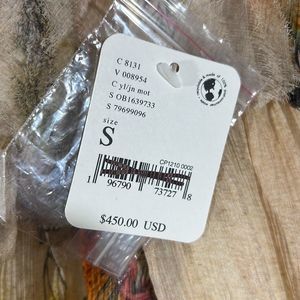 C 8131
V 008954
C yl/jn mot
S OB1639733
S 79699096
size
S
CP1210.0002
1 96790 73727 8
$450.00 USD